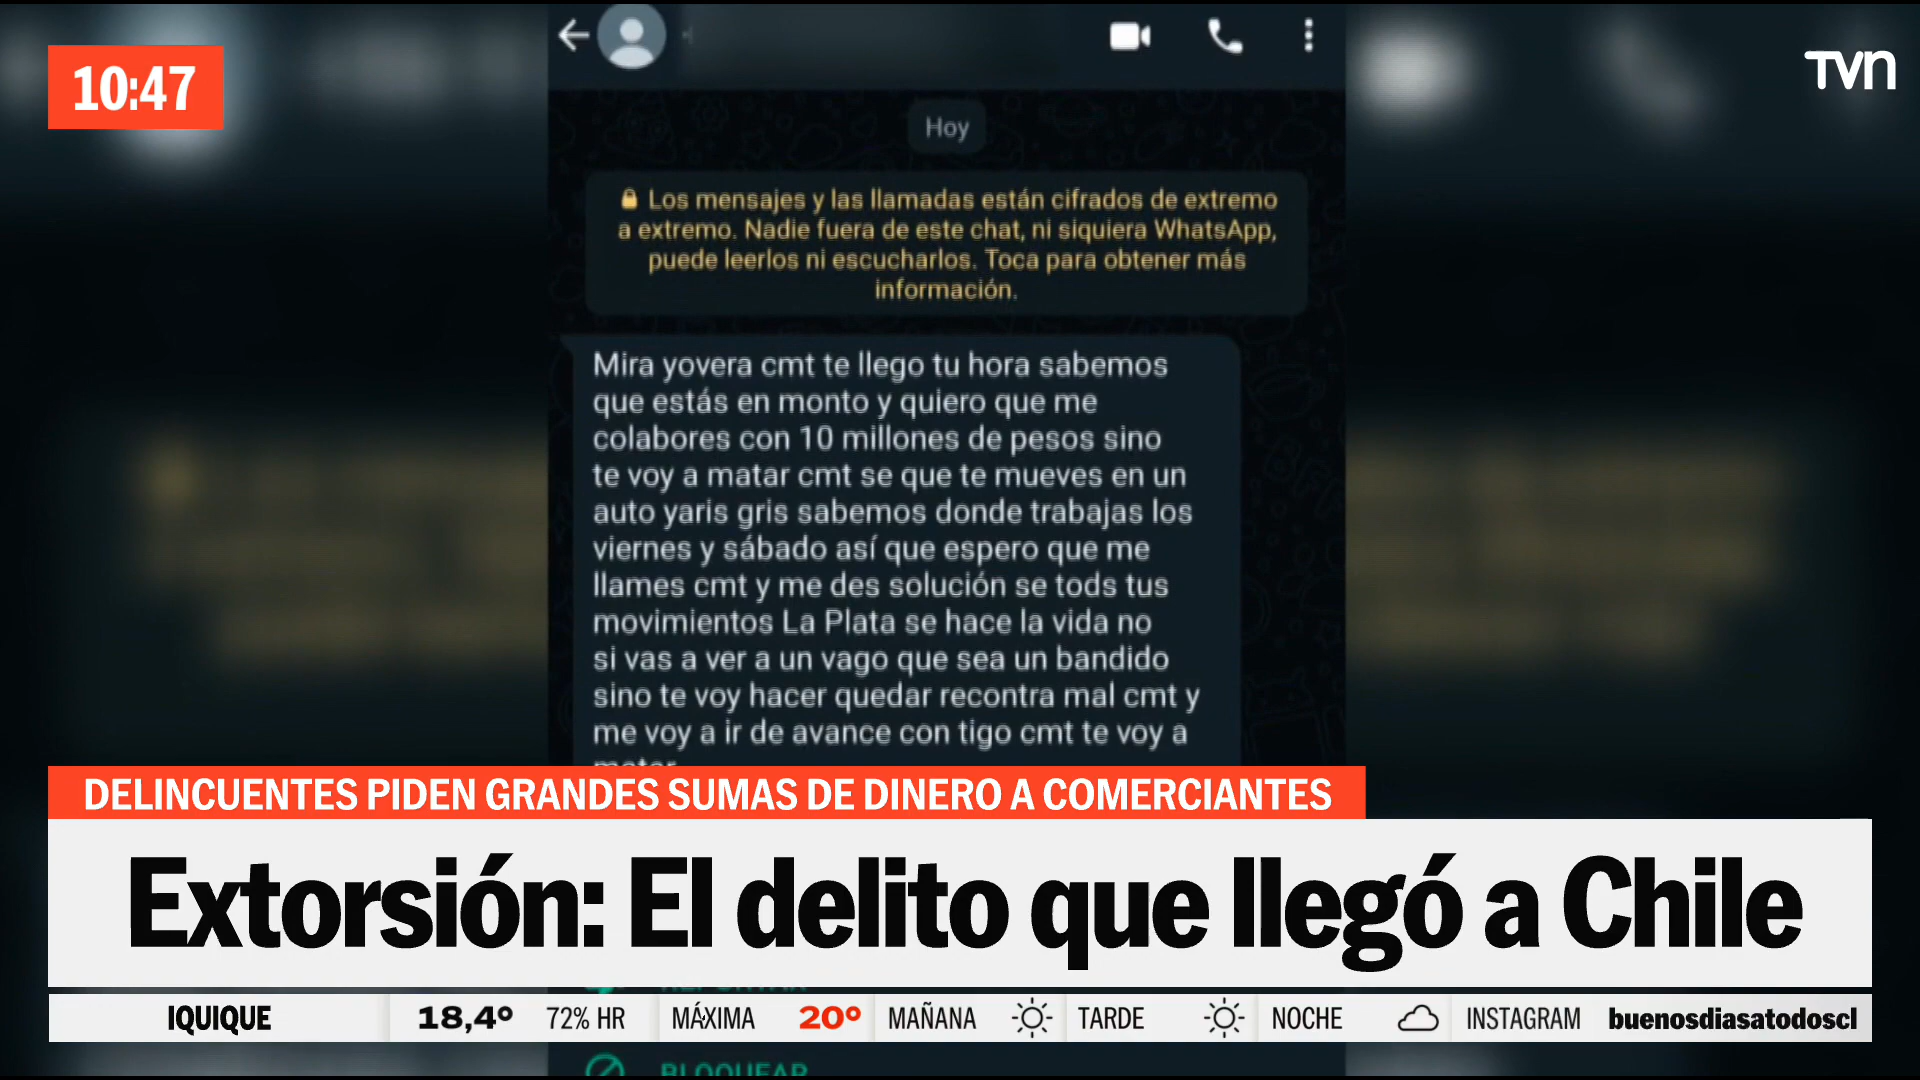 10:47
TVN
Hoy
Los mensajes y las llamadas están cifrados de extremo
a extremo. Nadie fuera de este chat, ni siquiera WhatsApp,
puede leerlos ni escucharlos. Toca para obtener más
información.
Mira yovera cmt te llego tu hora sabemos
que estás en monto y quiero que me
colabores con 10 millones de pesos sino
te voy a matar cmt se que te mueves en un
auto yaris gris sabemos donde trabajas los
viernes y sábado así que espero que me
llames cmt y me des solución se tods tus
movimientos La Plata se hace la vida no
si vas a ver a un vago que sea un bandido
sino te voy hacer quedar recontra mal cmt y
me voy a ir de avance con tigo cmt te voy a
DELINCUENTES PIDEN GRANDES SUMAS DE DINERO A COMERCIANTES
Extorsión: El delito que llegó a Chile
IQUIQUE 18,4° 72% HR MÁXIMA 20° MAÑANA TARDE NOCHE INSTAGRAM buenosdiasatodoscl
BLOQUEAR